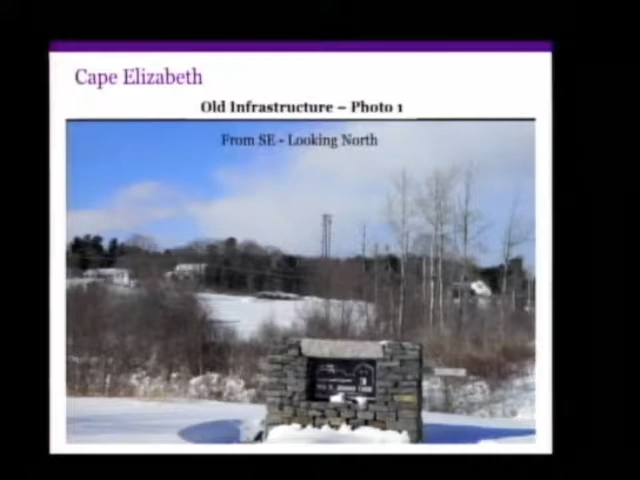 Cape Elizabeth
Old Infrastructure – Photo 1
From SE - Looking North